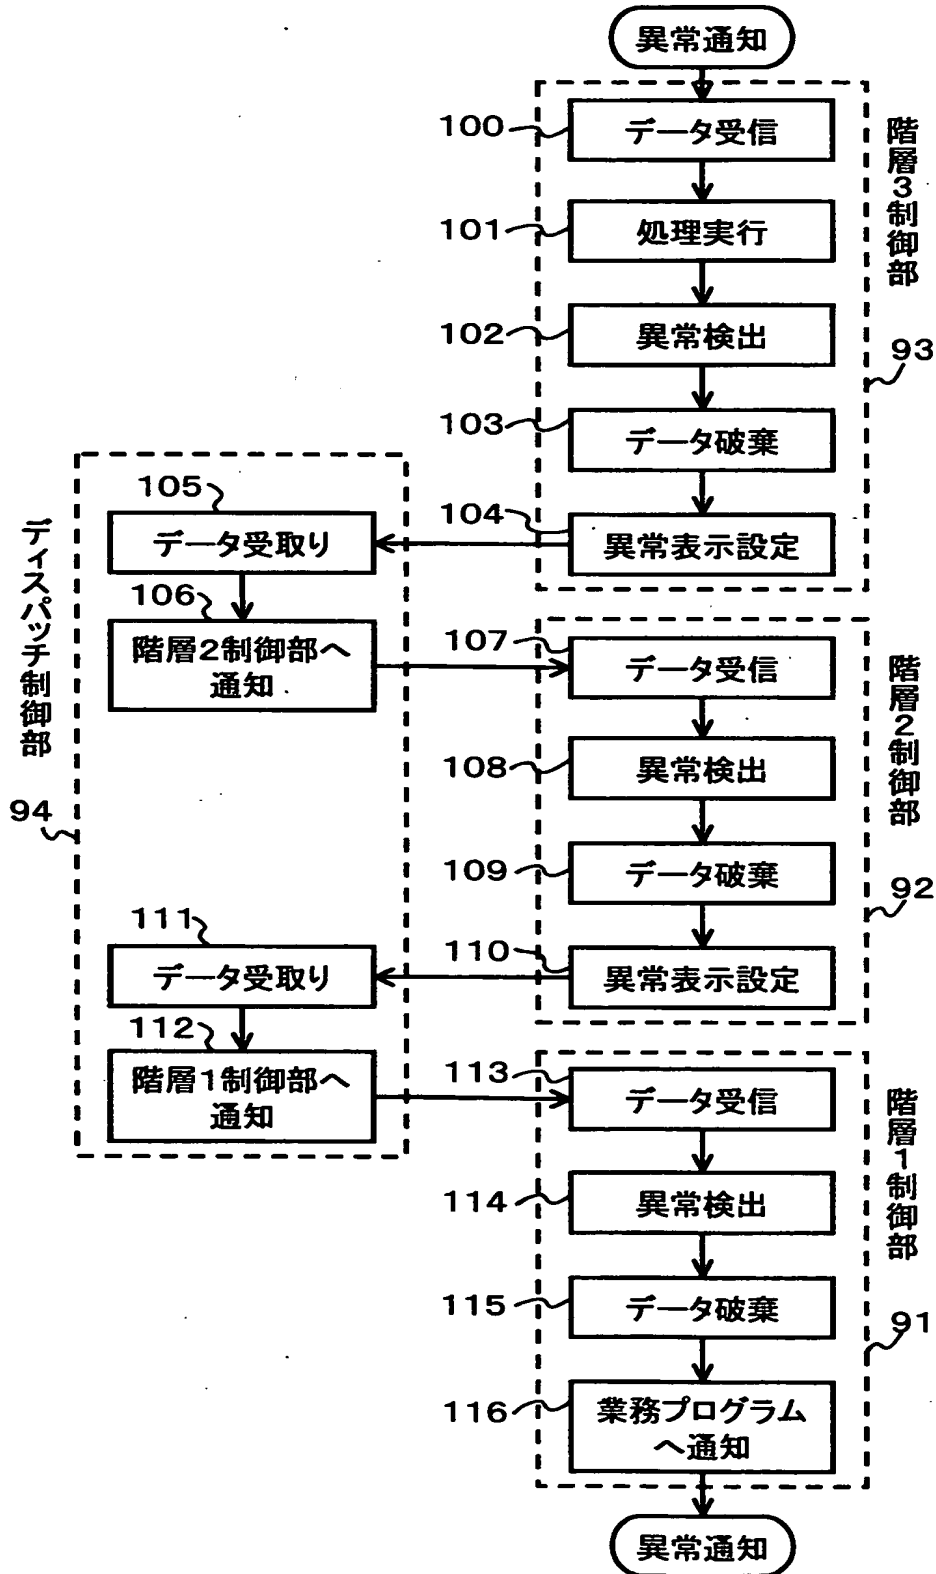 異常通知
100
データ受信
階層3制御部
101
処理実行
102
異常検出
93
103
データ破棄
104
異常表示設定
105
データ受取り
ディスパッチ制御部
106
階層2制御部へ
通知
107
データ受信
階層2制御部
108
異常検出
94
109
データ破棄
92
110
異常表示設定
111
データ受取り
112
階層1制御部へ
通知
113
データ受信
階層1制御部
114
異常検出
115
データ破棄
91
116
業務プログラム
へ通知
異常通知